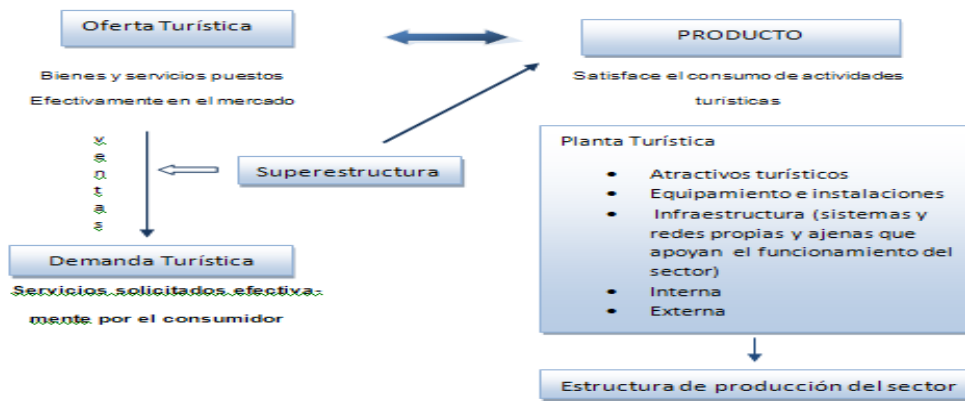 Oferta Turística
Bienes y servicios puestos
Efectivamente en el mercado
ventas
Superestructura
Demanda Turística
Servicios solicitados efectiva-
mente por el consumidor
PRODUCTO
Satisface el consumo de actividades
turísticas
Planta Turística
• Atractivos turísticos
• Equipamiento e instalaciones
• Infraestructura (sistemas y
redes propias y ajenas que
apoyan el funcionamiento del
sector)
• Interna
• Externa
Estructura de producción del sector